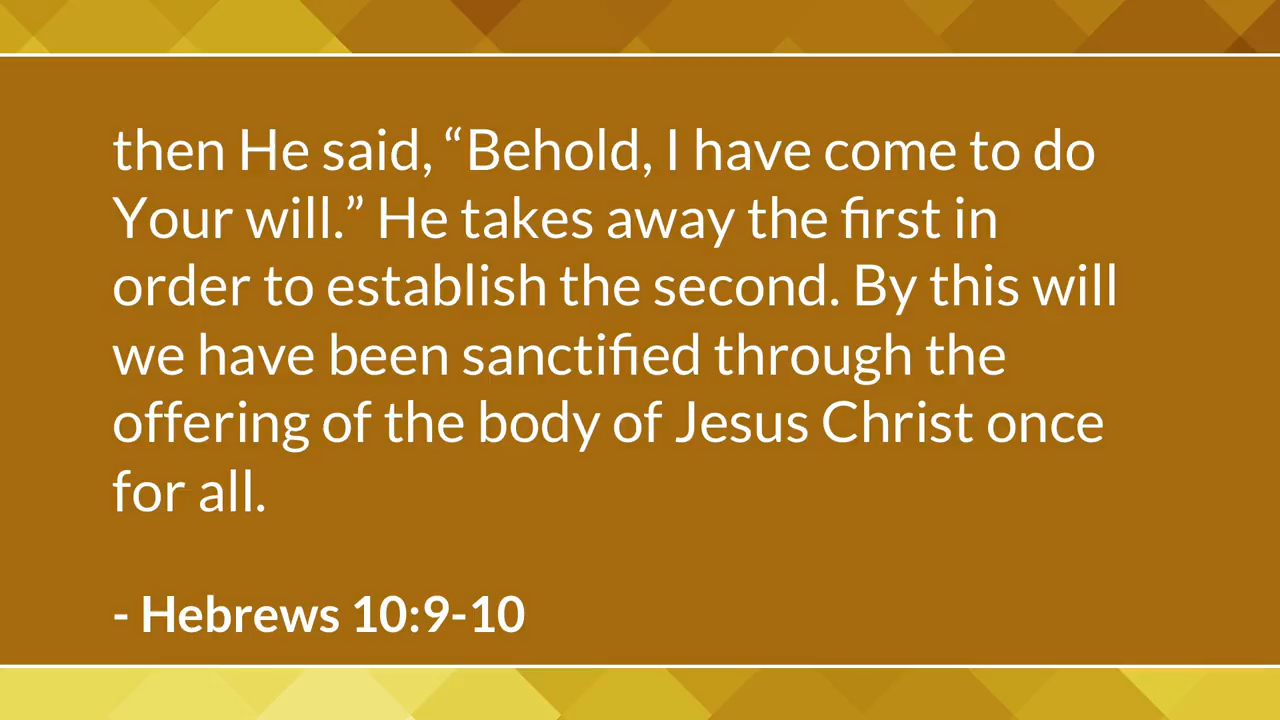 then He said, “Behold, I have come to do
Your will.” He takes away the first in
order to establish the second. By this will
we have been sanctified through the
offering of the body of Jesus Christ once
for all.
- Hebrews 10:9-10